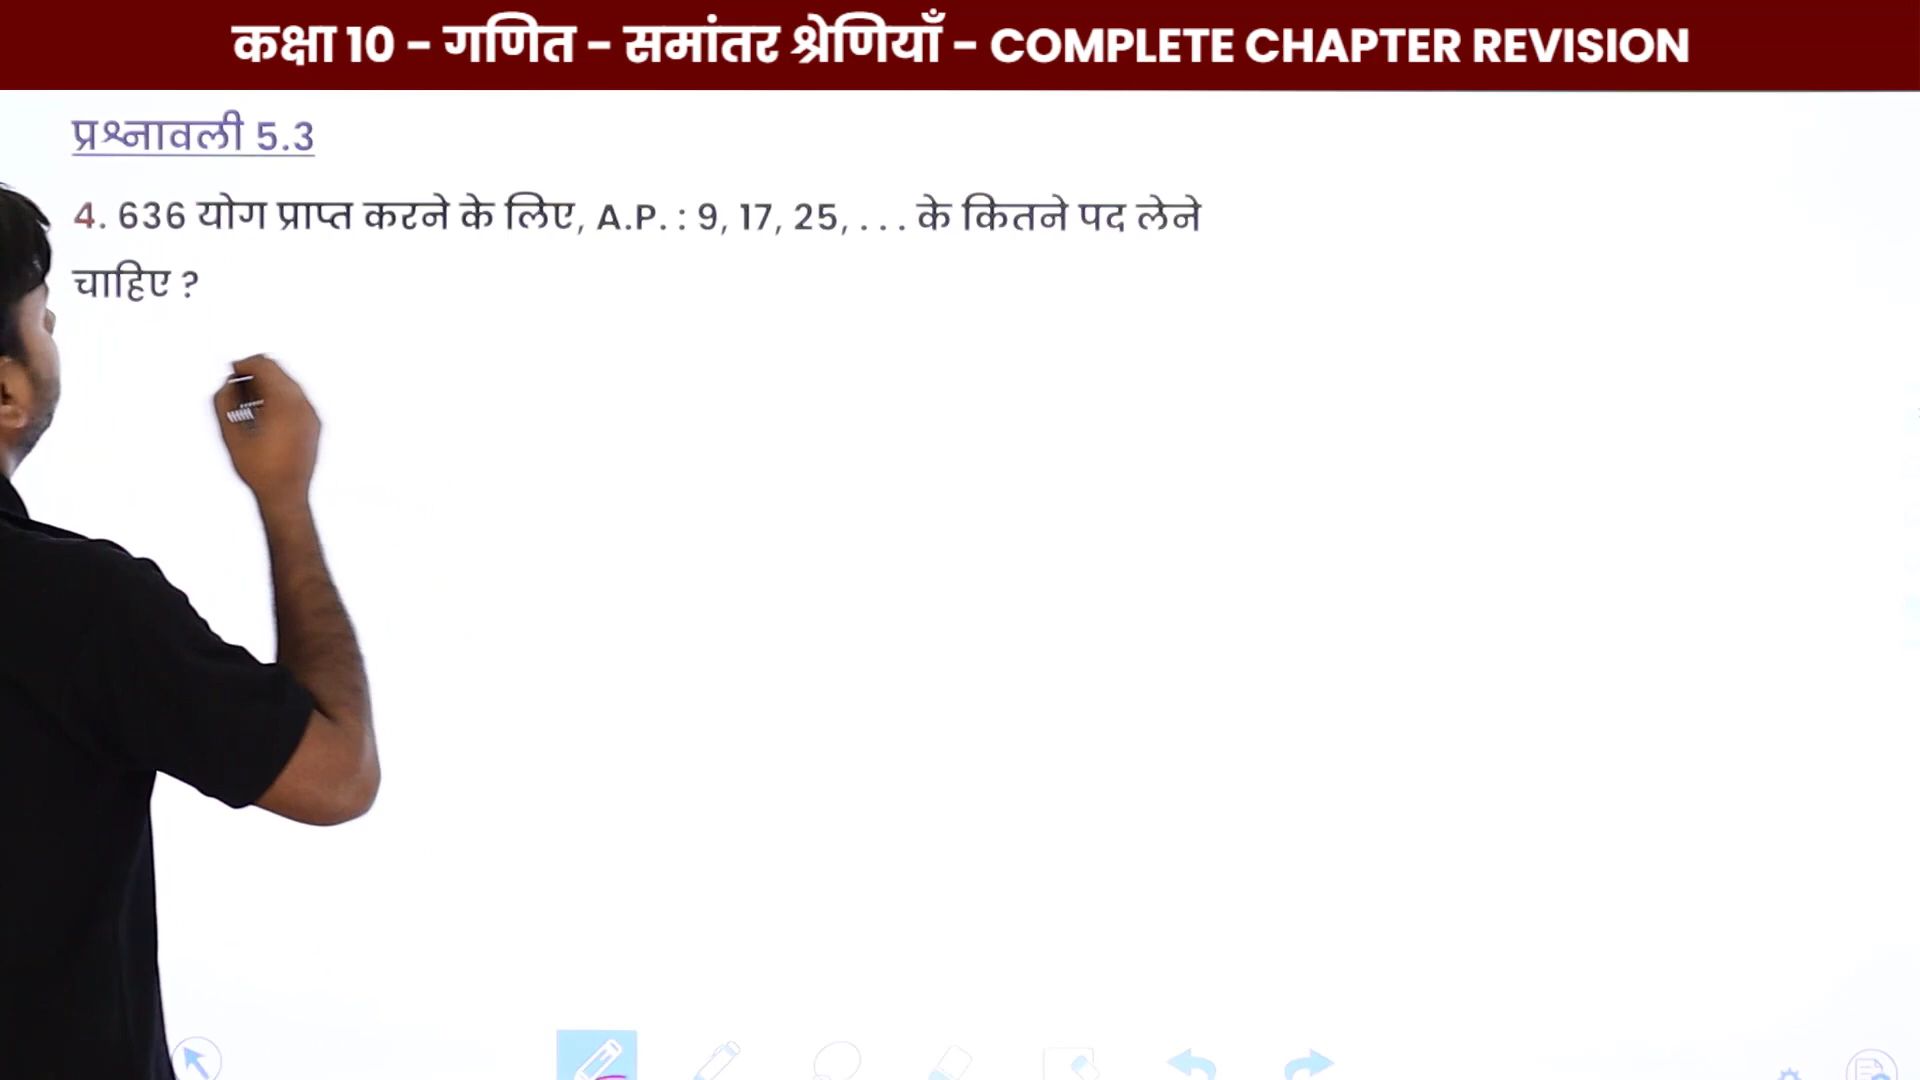 कक्षा 10 – गणित – समांतर श्रेणियाँ – COMPLETE CHAPTER REVISION
प्रश्नावली 5.3
4. 636 योग प्राप्त करने के लिए, A.P. : 9, 17, 25, . . . के कितने पद लेने
चाहिए ?